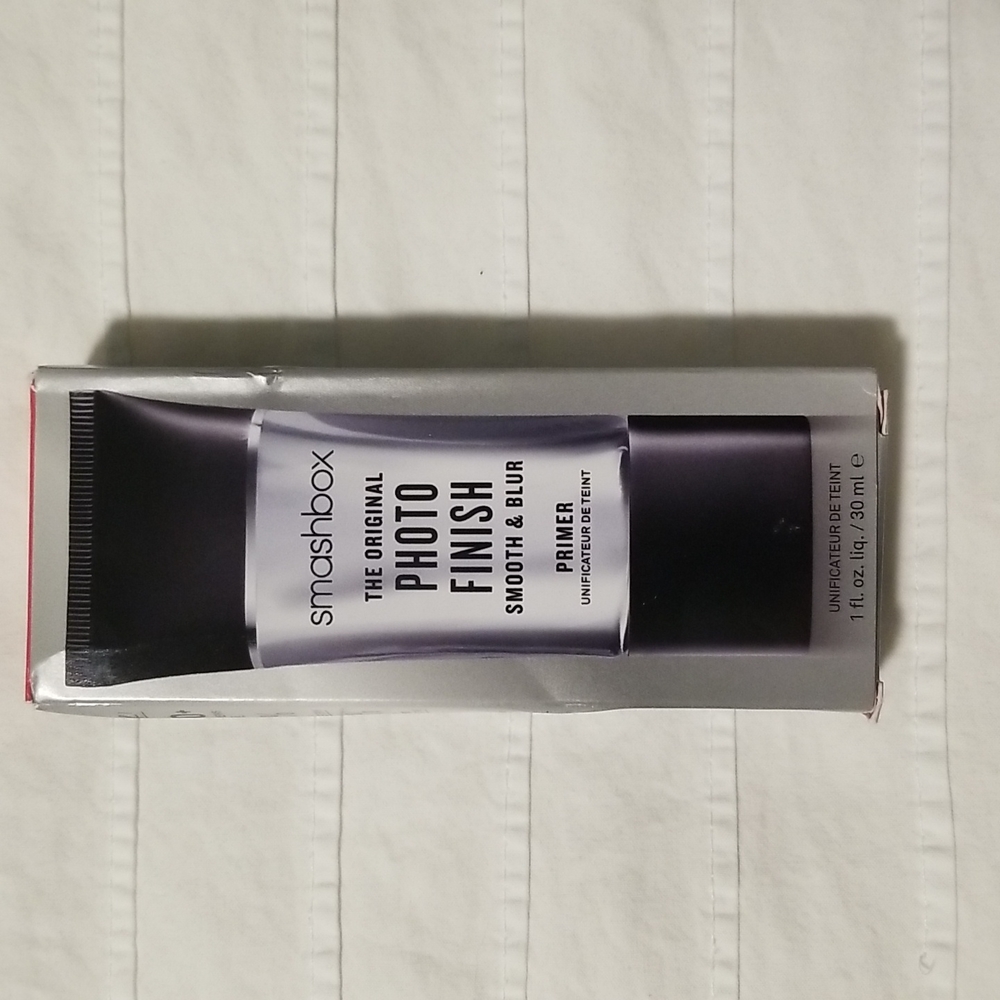 smashbox
THE ORIGINAL
PHOTO
FINISH
SMOOTH & BLUR
PRIMER
UNIFICATEUR DE TEINT
UNIFICATEUR DE TEINT
1 fl. oz. liq. / 30 ml ℮